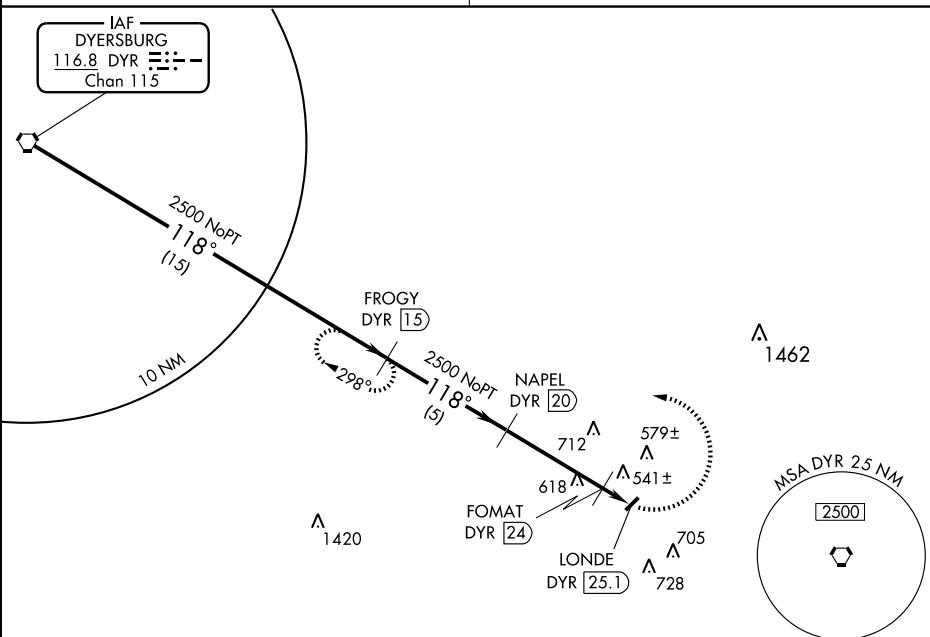 IAF
DYERSBURG
116.8 DYR
Chan 115
2500 NoPT
118°
(15)
10 NM
FROGY
DYR 15
298°
2500 NoPT
118°
(5)
NAPEL
DYR 20
1462
712
579±
541±
618
FOMAT
DYR 24
1420
LONDE
DYR 25.1
705
728
MSA DYR 25 NM
2500